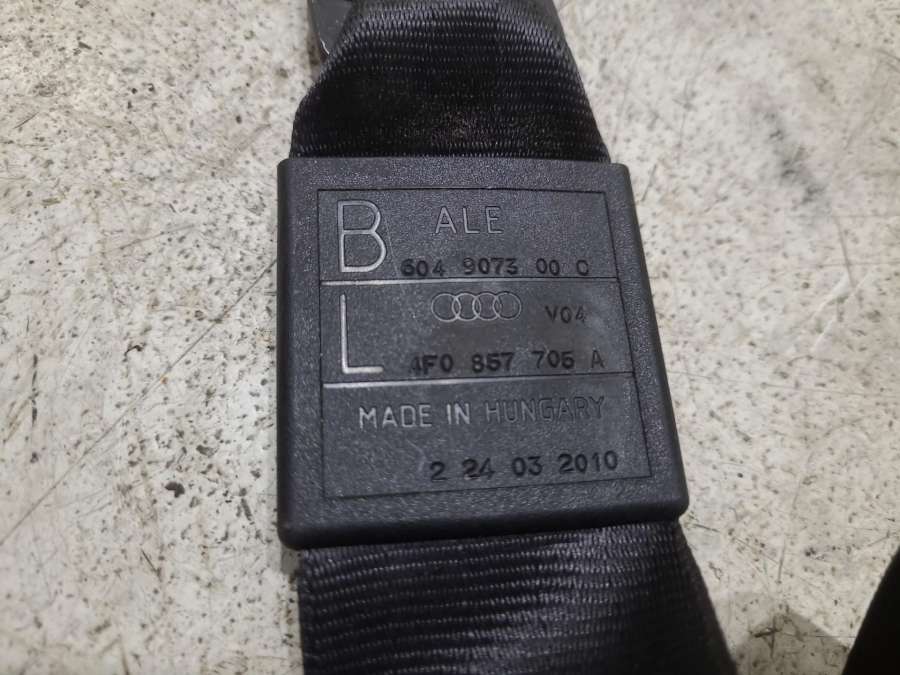 B ALE
604 9073 00 C
L V04
4F0 857 705 A
MADE IN HUNGARY
2 24 03 2010